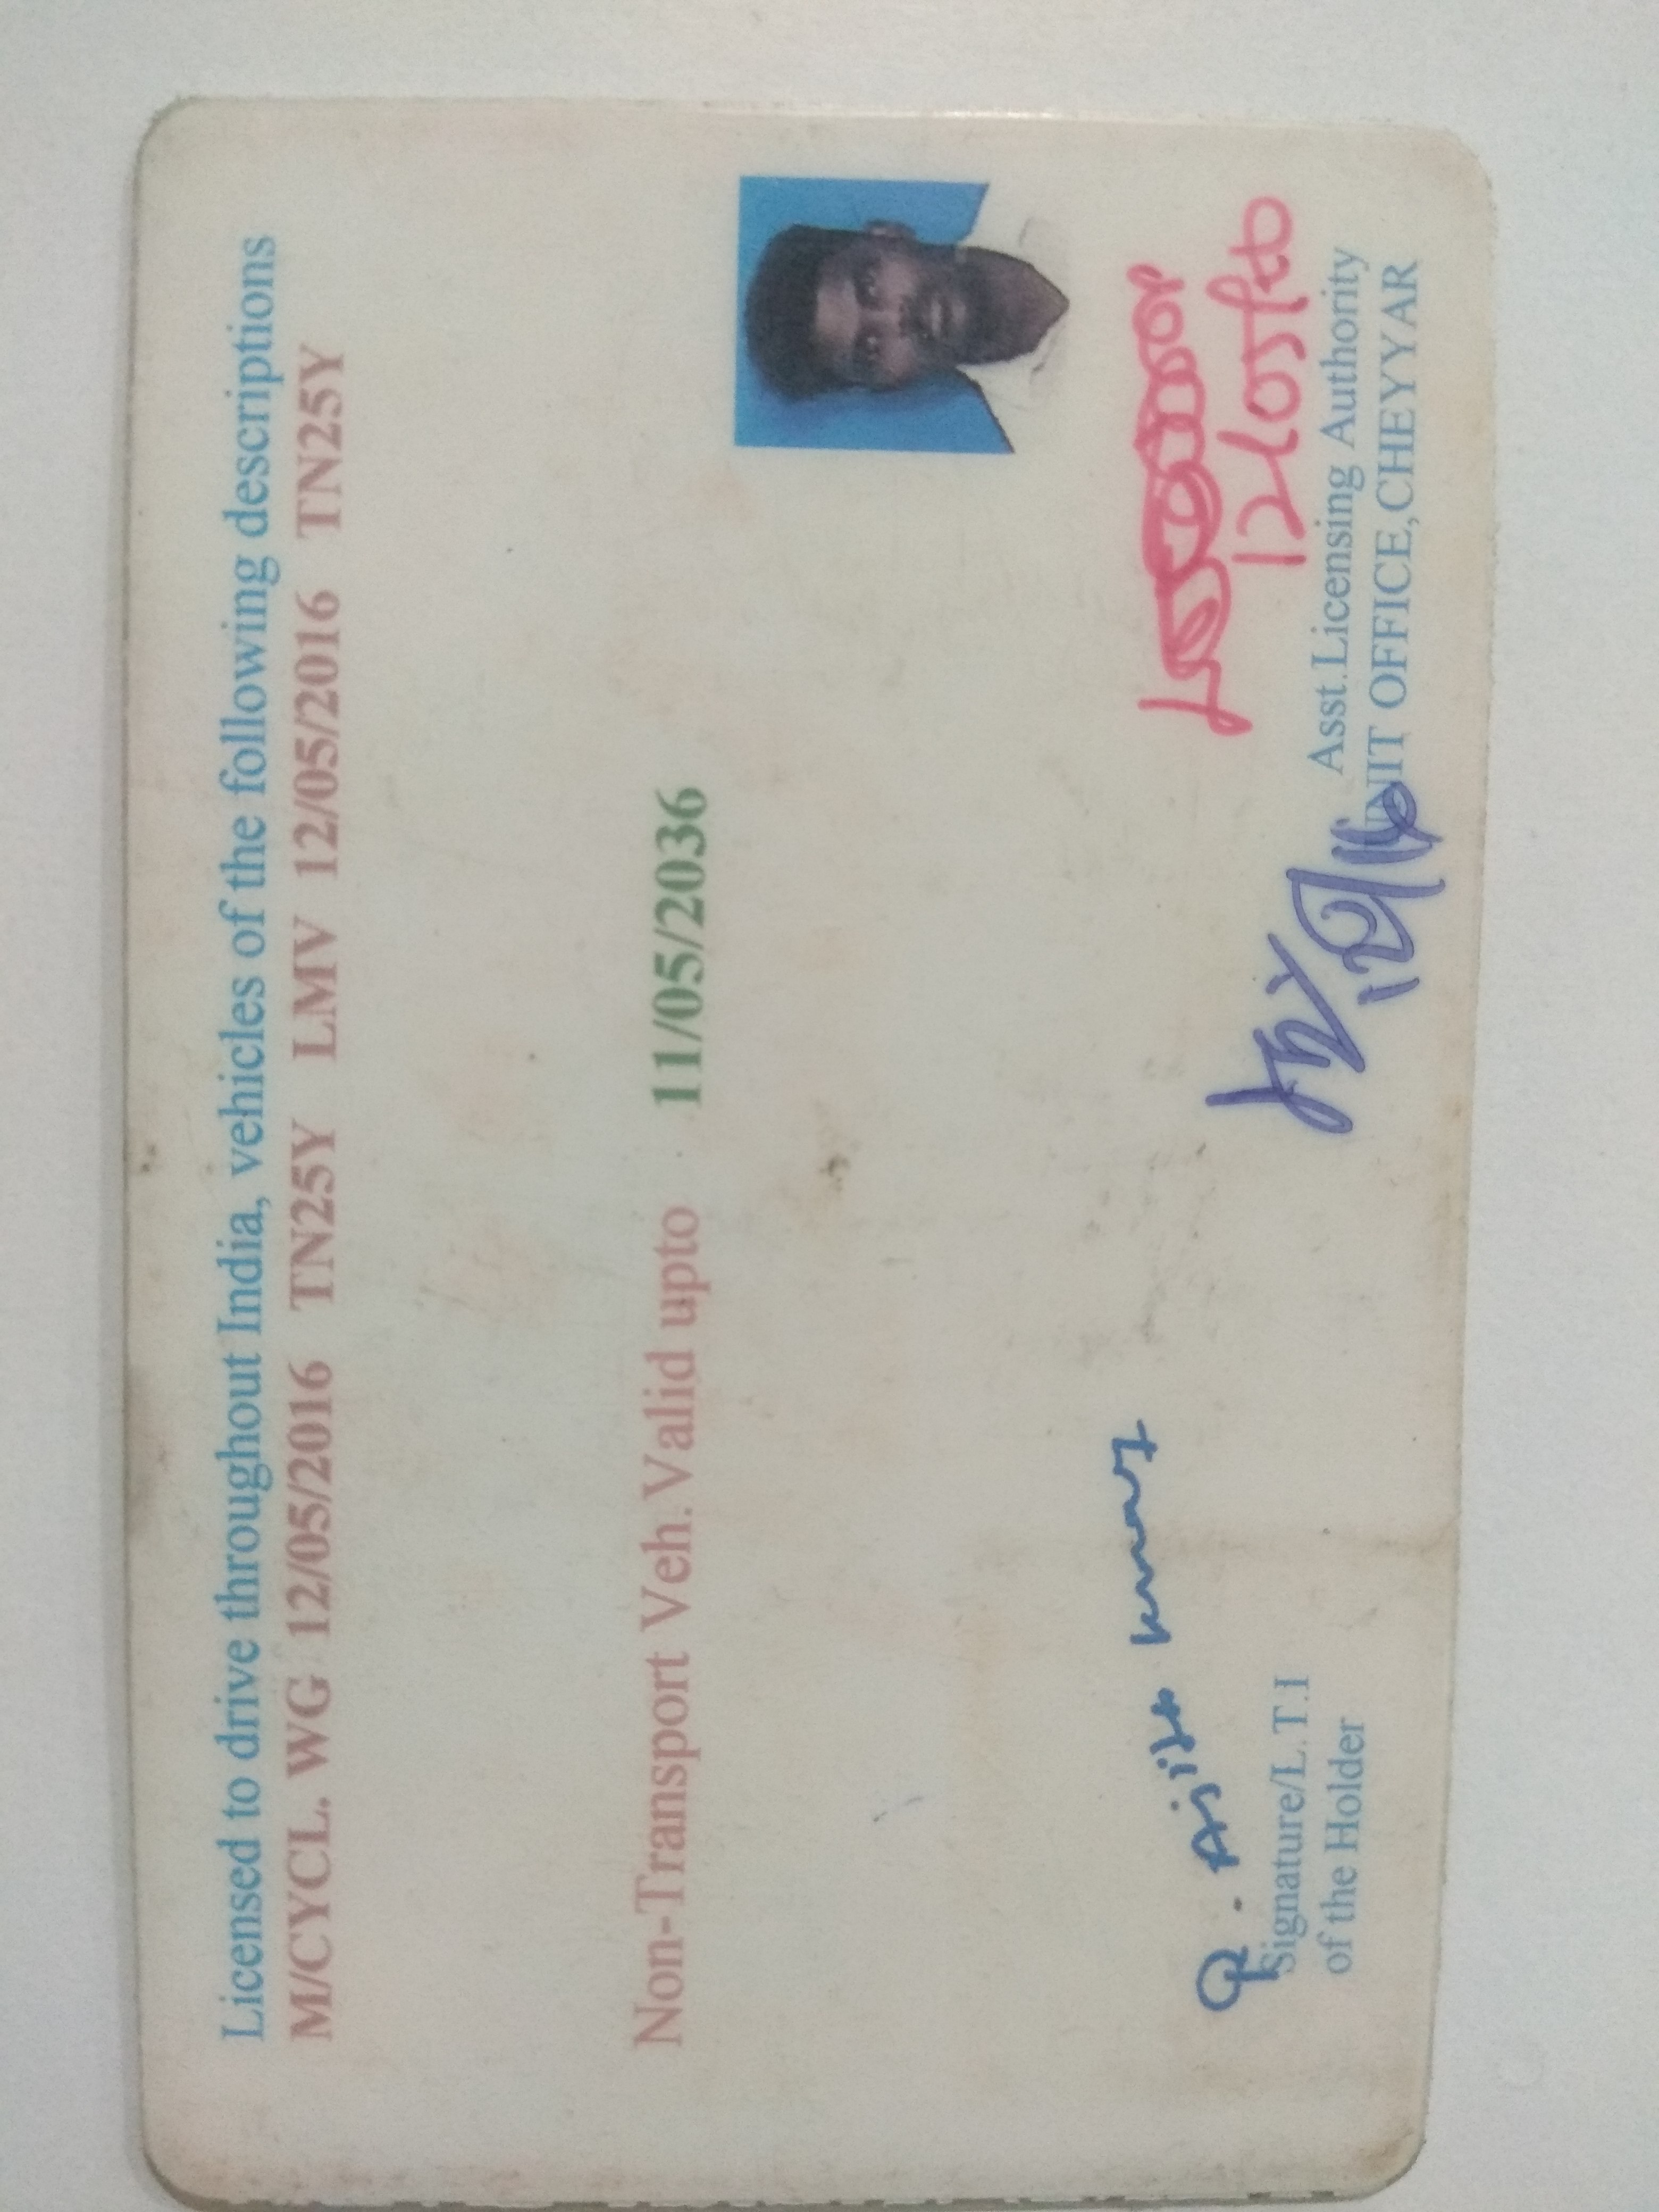 Licensed to drive throughout India, vehicles of the following descriptions
M/CYCL. WG 12/05/2016 TN25Y LMV 12/05/2016 TN25Y
Non-Transport Veh.Valid upto 11/05/2036
Ajith kumar
Signature/L.T.I
of the Holder
Asst.Licensing Authority
UNIT OFFICE,CHEYYAR